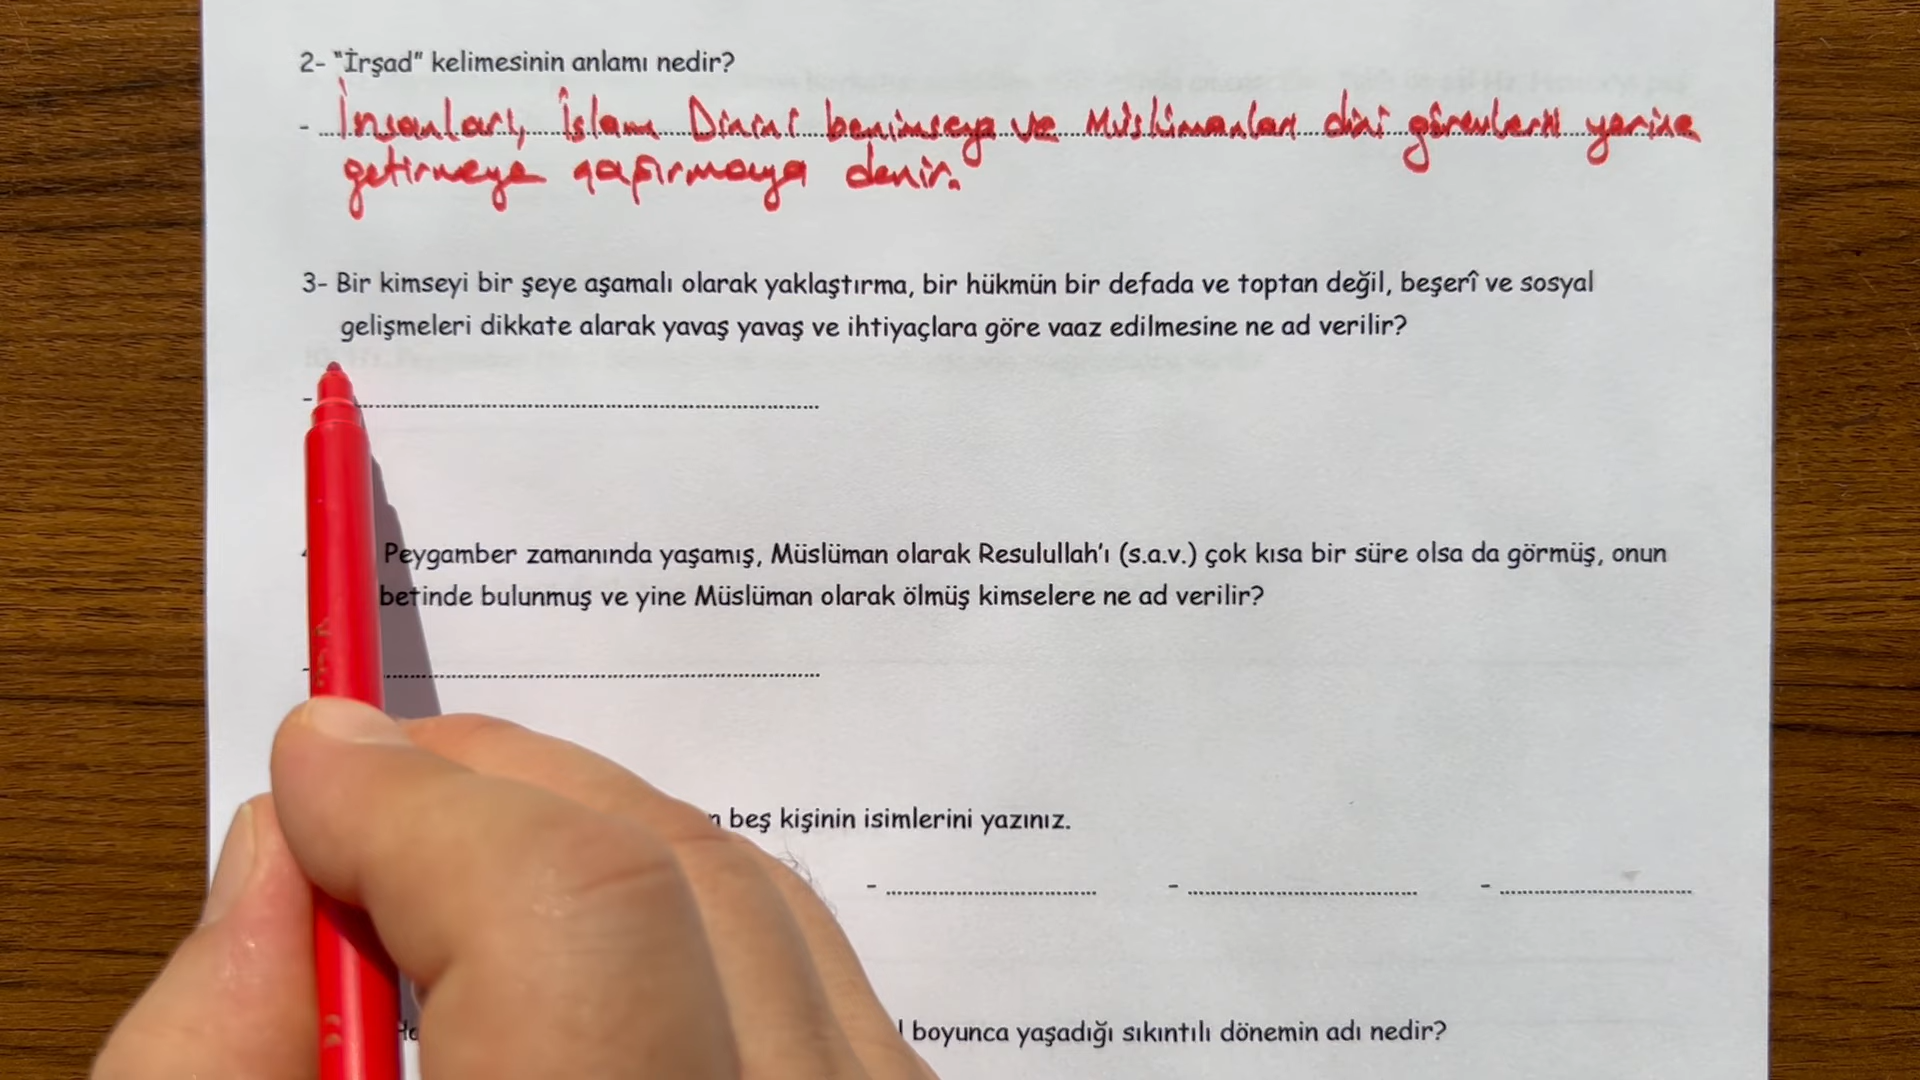 2- "İrşad" kelimesinin anlamı nedir?
- İnsanları, İslam Dinini benimseye ve Müslümanları dini görevlerini yerine
getirmeye çağırmaya denir.
3- Bir kimseyi bir şeye aşamalı olarak yaklaştırma, bir hükmün bir defada ve toptan değil, beşerî ve sosyal
gelişmeleri dikkate alarak yavaş yavaş ve ihtiyaçlara göre vaaz edilmesine ne ad verilir?
-
Peygamber zamanında yaşamış, Müslüman olarak Resulullah'ı (s.a.v.) çok kısa bir süre olsa da görmüş, onun
betinde bulunmuş ve yine Müslüman olarak ölmüş kimselere ne ad verilir?
-
beş kişinin isimlerini yazınız.
- - -
boyunca yaşadığı sıkıntılı dönemin adı nedir?